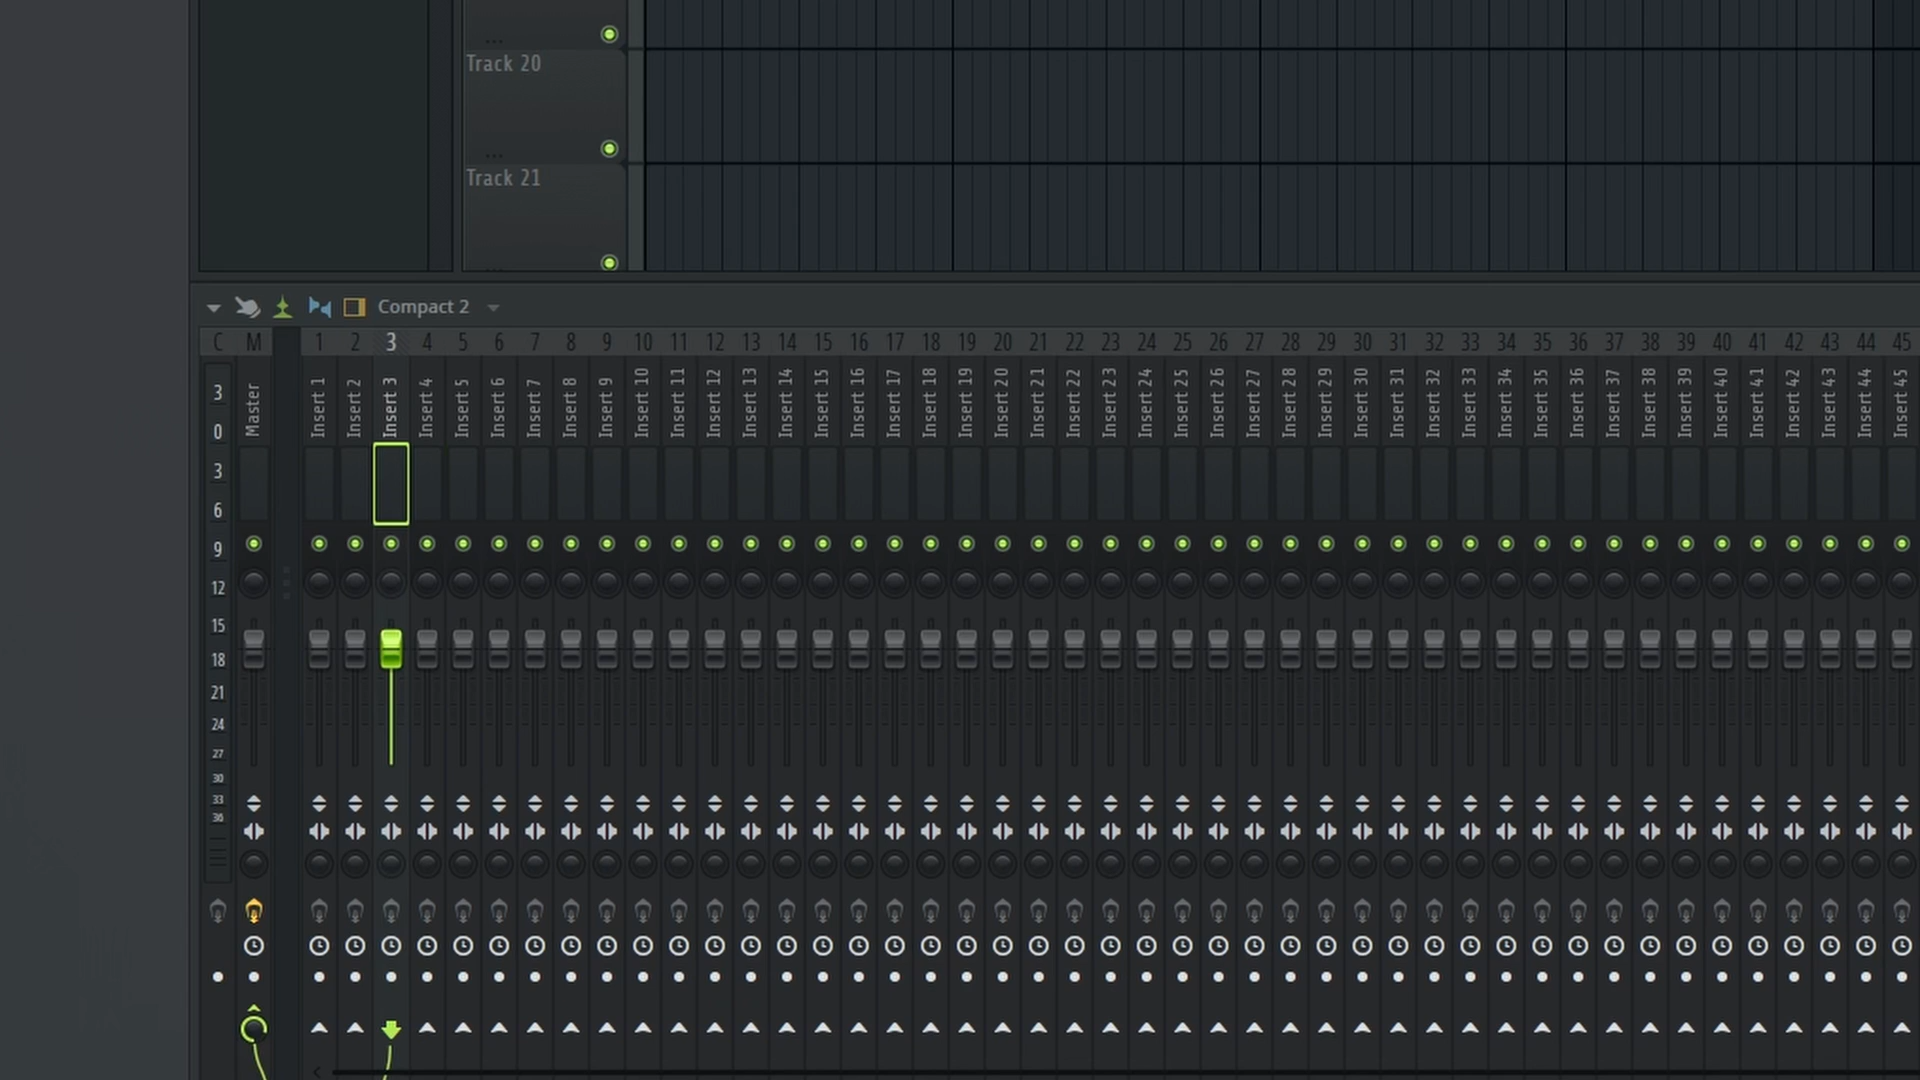 Track 20
Track 21
Compact 2
C M 1 2 3 4 5 6 7 8 9 10 11 12 13 14 15 16 17 18 19 20 21 22 23 24 25 26 27 28 29 30 31 32 33 34 35 36 37 38 39 40 41 42 43 44 45
Master
Insert 1
Insert 2
Insert 3
Insert 4
Insert 5
Insert 6
Insert 7
Insert 8
Insert 9
Insert 10
Insert 11
Insert 12
Insert 13
Insert 14
Insert 15
Insert 16
Insert 17
Insert 18
Insert 19
Insert 20
Insert 21
Insert 22
Insert 23
Insert 24
Insert 25
Insert 26
Insert 27
Insert 28
Insert 29
Insert 30
Insert 31
Insert 32
Insert 33
Insert 34
Insert 35
Insert 36
Insert 37
Insert 38
Insert 39
Insert 40
Insert 41
Insert 42
Insert 43
Insert 44
Insert 45
3
0
3
6
9
12
15
18
21
24
27
30
33
36